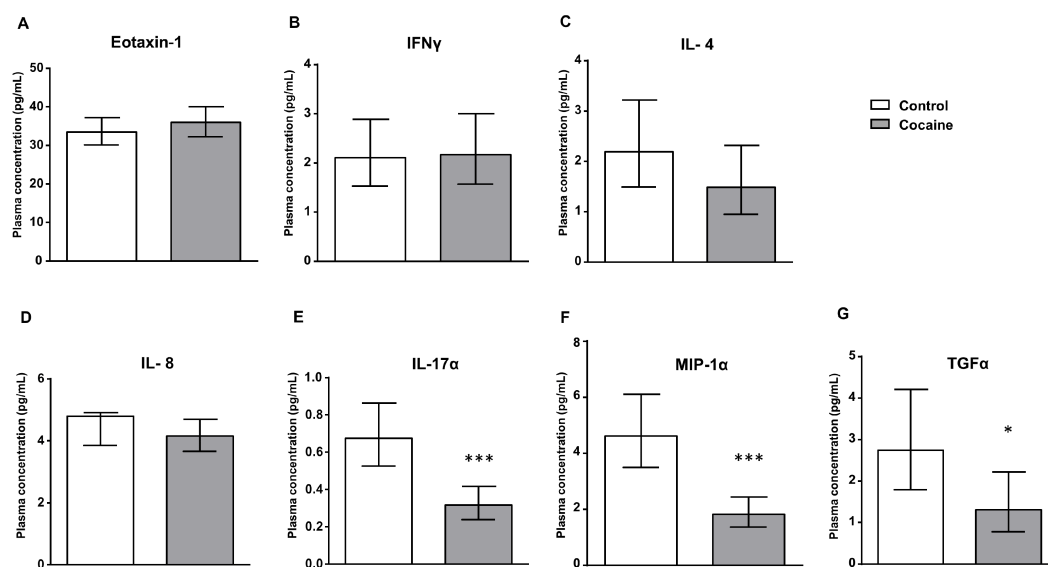 A
Eotaxin-1
Plasma concentration (pg/mL)
50
40
30
20
10
0
B
IFNγ
Plasma concentration (pg/mL)
4
3
2
1
0
C
IL- 4
Plasma concentration (pg/mL)
4
3
2
1
0
Control
Cocaine
D
IL- 8
Plasma concentration (pg/mL)
6
4
2
0
E
IL-17α
Plasma concentration (pg/mL)
1.0
0.8
0.6
0.4
0.2
0.0
***
F
MIP-1α
Plasma concentration (pg/mL)
8
6
4
2
0
***
G
TGFα
Plasma concentration (pg/mL)
5
4
3
2
1
0
*